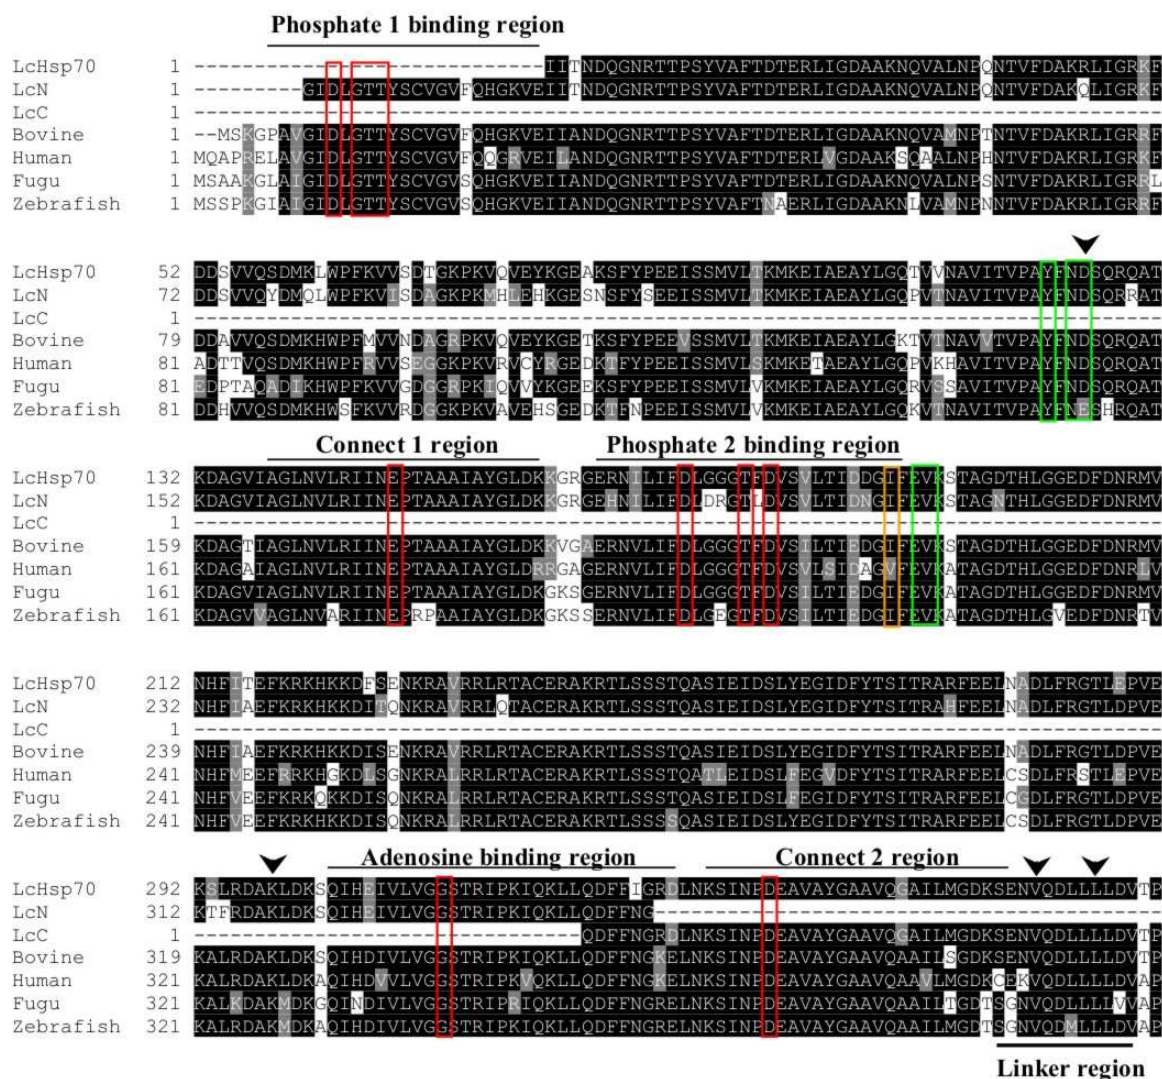 Phosphate 1 binding region
LcHsp70 1 -----------------------------IITNDQGNRTTPSYVAFTDTERLIGDAAKNQVALNPQNTVFDAKRLIGRKF
LcN 1 ---------GIDLGTTYSCVGVFQHGKVEIITNDQGNRTTPSYVAFTDTERLIGDAAKNQVALNPQNTVFDAKQLIGRKF
LcC 1 --------------------------------------------------------------------------------
Bovine 1 --MSKGPAVGIDLGTTYSCVGVFQHGKVEIIANDQGNRTTPSYVAFTDTERLIGDAAKNQVAMNPTNTVFDAKRLIGRRF
Human 1 MQAPRELAVGIDLGTTYSCVGVFQQGRVEILANDQGNRTTPSYVAFTDTERLVGDAAKSQAALNPHNTVFDAKRLIGRKF
Fugu 1 MSAAKGLAIGIDLGTTYSCVGVSQHGKVEIIANDQGNRTTPSYVAFTDTERLIGDAAKNQVALNPSNTVFDAKRLIGRRL
Zebrafish 1 MSSPKGIAIGIDLGTTYSCVGVSQHGKVEIIANDQGNRTTPSYVAFTNAERLIGDAAKNLVAMNPNNTVFDAKRLIGRRF
LcHsp70 52 DDSVVQSDMKLWPFKVVSDTGKPKVQVEYKGEAKSFYPEEISSMVLTKMKEIAEAYLGQTVVNAVITVPAYFNDSQRQAT
LcN 72 DDSVVQYDMQLWPFKVISDAGKPKMHLEHKGESNSFYSEEISSMVLTKMKEIAEAYLGQPVTNAVITVPAYFNDSQRRAT
LcC 1 --------------------------------------------------------------------------------
Bovine 79 DDAVVQSDMKHWPFMVVNDAGRPKVQVEYKGETKSFYPEEVSSMVLTKMKEIAEAYLGKTVTNAVVTVPAYFNDSQRQAT
Human 81 ADTTVQSDMKHWPFRVVSEGGKPKVRVCYRGEDKTFYPEEISSMVLSKMKETAEAYLGQPVKHAVITVPAYFNDSQRQAT
Fugu 81 EDPTAQADIKHWPFKVVGDGGRPKIQVVYKGEEKSFYPEEISSMVLVKMKEIAEAYLGQRVSSAVITVPAYFNDSQRQAT
Zebrafish 81 DDHVVQSDMKHWSFKVVRDGGKPKVAVEHSGEDKTFNPEEISSMVLVKMKEIAEAYLGQKVTNAVITVPAYFNESHRQAT
Connect 1 region Phosphate 2 binding region
LcHsp70 132 KDAGVIAGLNVLRIINEPTAAAIAYGLDKKGRGERNILIFDLGGGTFDVSVLTIDDGIFEVKSTAGDTHLGGEDFDNRMV
LcN 152 KDAGVIAGLNVLRIINEPTAAAIAYGLDKKGRGEHNILIFDLDRGTLDVSILTIDNGIFEVKSTAGNTHLGGEDFDNRMV
LcC 1 --------------------------------------------------------------------------------
Bovine 159 KDAGTIAGLNVLRIINEPTAAAIAYGLDKKVGAERNVLIFDLGGGTFDVSILTIEDGIFEVKSTAGDTHLGGEDFDNRMV
Human 161 KDAGAIAGLNVLRIINEPTAAAIAYGLDRRGAGERNVLIFDLGGGTFDVSVLSIDAGVFEVKATAGDTHLGGEDFDNRLV
Fugu 161 KDAGVIAGLNVLRIINEPTAAAIAYGLDKGKSGERNVLIFDLGGGTFDVSILTIEDGIFEVKATAGDTHLGGEDFDNRMV
Zebrafish 161 KDAGVVAGLNVARIINEPRPAAIAYGLDKGKSSERNVLIFDLGEGTFDVSILTIEDGIFEVKATAGDTHLGVEDFDNRTV
LcHsp70 212 NHFITEFKRKHKKDFSENKRAVRRLRTACERAKRTLSSSTQASIEIDSLYEGIDFYTSITRARFEELNADLFRGTLEPVE
LcN 232 NHFIAEFKRKHKKDITQNKRAVRRLQTACERAKRTLSSSTQASIEIDSLYEGIDFYTSITRAHFEELNADLFRGTLEPVE
LcC 1 --------------------------------------------------------------------------------
Bovine 239 NHFIAEFKRKHKKDISENKRAVRRLRTACERAKRTLSSSTQASIEIDSLYEGIDFYTSITRARFEELNADLFRGTLDPVE
Human 241 NHFMEEFRRKHGKDLSGNKRALRRLRTACERAKRTLSSSTQATLEIDSLFEGVDFYTSITRARFEELCSDLFRSTLEPVE
Fugu 241 NHFVEEFKRKQKKDISQNKRALRRLRTACERAKRTLSSSTQASIEIDSLFEGIDFYTSITRARFEELCGDLFRGTLDPVE
Zebrafish 241 NHFVEEFKRKHKKDISQNKRALRRLRTACERAKRTLSSSSQASIEIDSLYEGIDFYTSITRARFEELCSDLFRGTLDPVE
Adenosine binding region Connect 2 region
LcHsp70 292 KSLRDAKLDKSQIHEIVLVGGSTRIPKIQKLLQDFFIGRDLNKSINPDEAVAYGAAVQGAILMGDKSENVQDLLLLDVTP
LcN 312 KTFRDAKLDKSQIHEIVLVGGSTRIPKIQKLLQDFFNG------------------------------------------
LcC 1 --------------------------------QDFFNGRDLNKSINPDEAVAYGAAVQGAILMGDKSENVQDLLLLDVTP
Bovine 319 KALRDAKLDKSQIHDIVLVGGSTRIPKIQKLLQDFFNGKELNKSINPDEAVAYGAAVQAAILSGDKSENVQDLLLLDVTP
Human 321 KALRDAKLDKAQIHDVVLVGGSTRIPKVQKLLQDFFNGKELNKSINPDEAVAYGAAVQAAVLMGDKCEKVQDLLLLDVAP
Fugu 321 KALKDAKMDKGQINDIVLVGGSTRIPRIQKLLQDFFNGRELNKSINPDEAVAYGAAVQAAILTGDTSGNVQDLLLLVVAP
Zebrafish 321 KALRDAKMDKAQIHDIVLVGGSTRIPKIQKLLQDFFNGRELNKSINPDEAVAYGAAVQAAILMGDTSGNVQDMLLLDVAP
Linker region